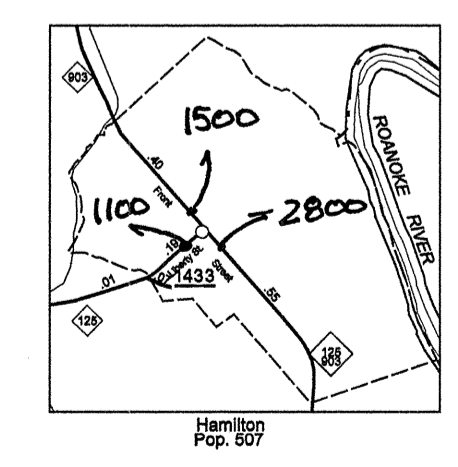 903
1500
ROANOKE RIVER
.40
Front
1100
2800
.19
Liberty St.
Street
1433
.01
.55
125
125
903
Hamilton
Pop. 507